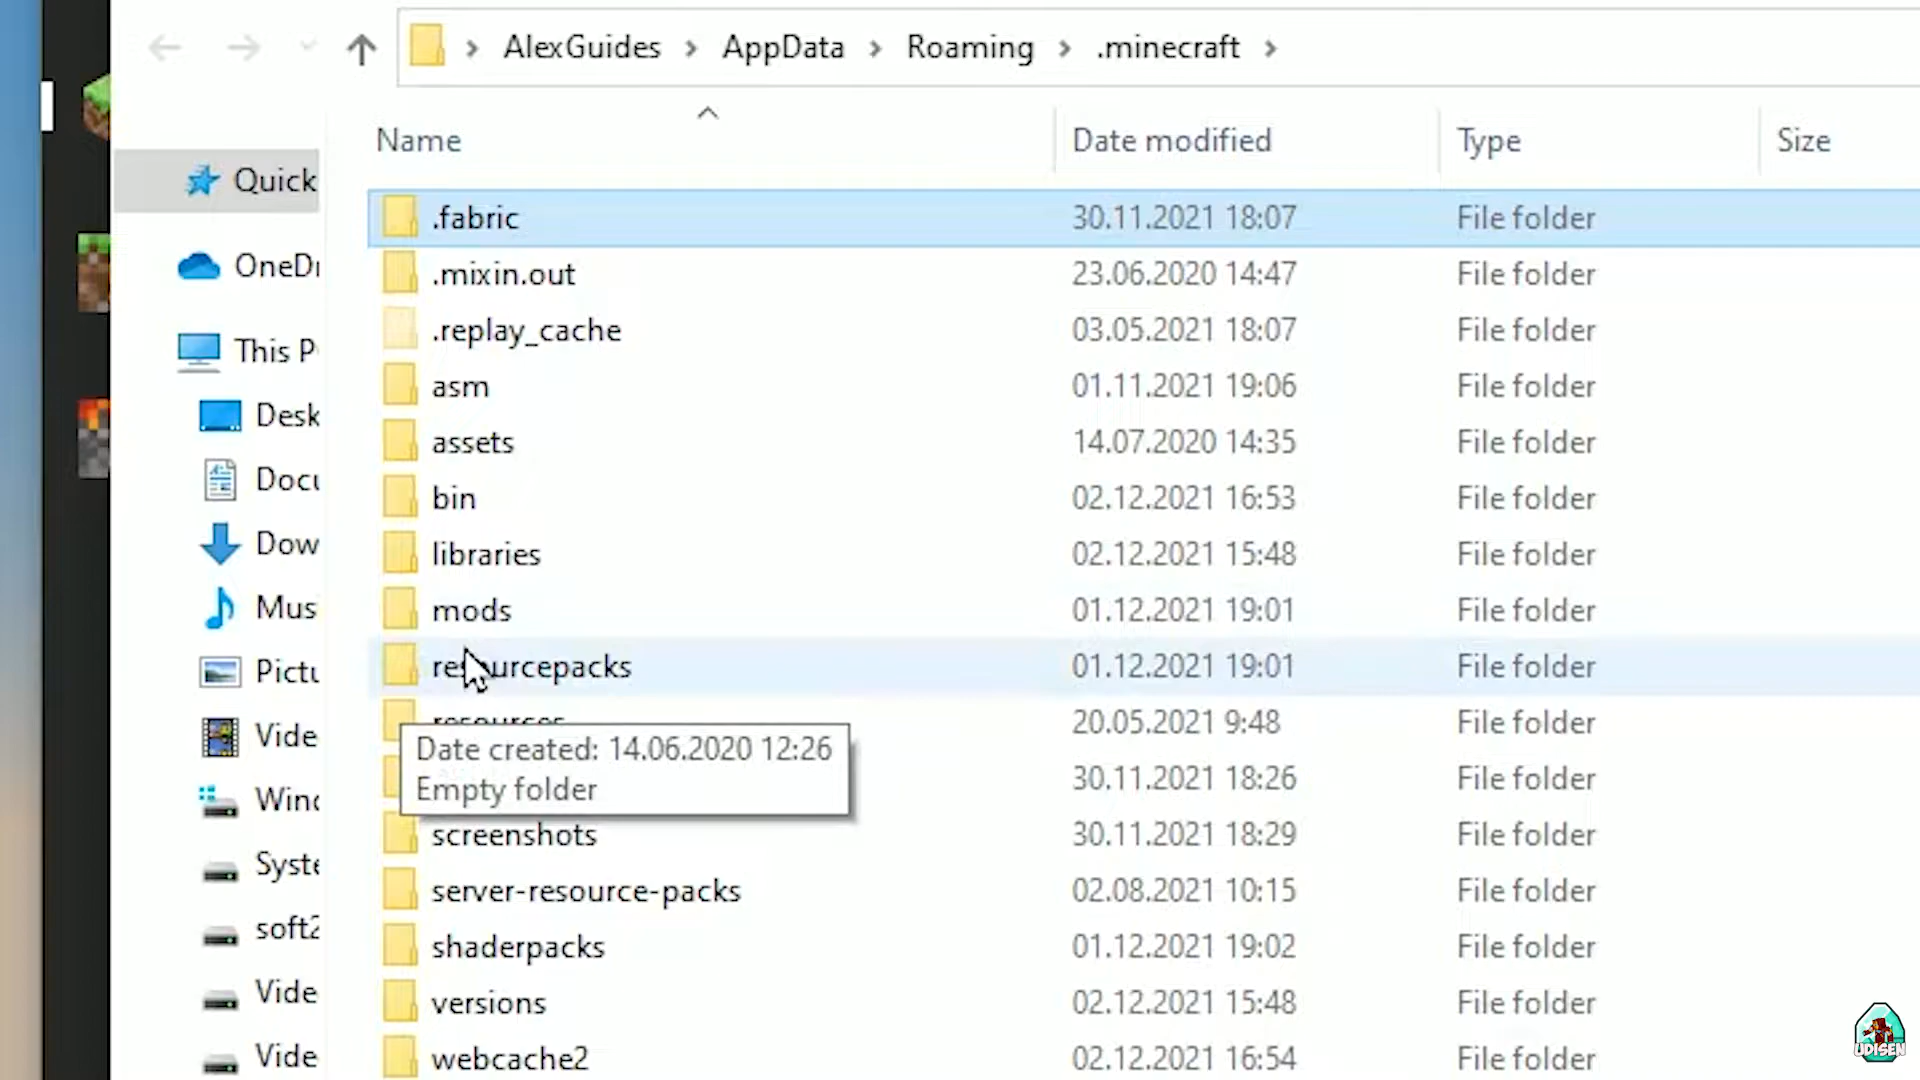 AlexGuides > AppData > Roaming > .minecraft >
Name Date modified Type Size
Quick
OneDr
This P
Desk
Docu
Dow
Mus
Pictu
Vide
Wind
Syste
soft2
Vide
Vide
.fabric 30.11.2021 18:07 File folder
.mixin.out 23.06.2020 14:47 File folder
.replay_cache 03.05.2021 18:07 File folder
asm 01.11.2021 19:06 File folder
assets 14.07.2020 14:35 File folder
bin 02.12.2021 16:53 File folder
libraries 02.12.2021 15:48 File folder
mods 01.12.2021 19:01 File folder
resourcepacks 01.12.2021 19:01 File folder
resources 20.05.2021 9:48 File folder
Date created: 14.06.2020 12:26
Empty folder
30.11.2021 18:26 File folder
screenshots 30.11.2021 18:29 File folder
server-resource-packs 02.08.2021 10:15 File folder
shaderpacks 01.12.2021 19:02 File folder
versions 02.12.2021 15:48 File folder
webcache2 02.12.2021 16:54 File folder
UDISEN